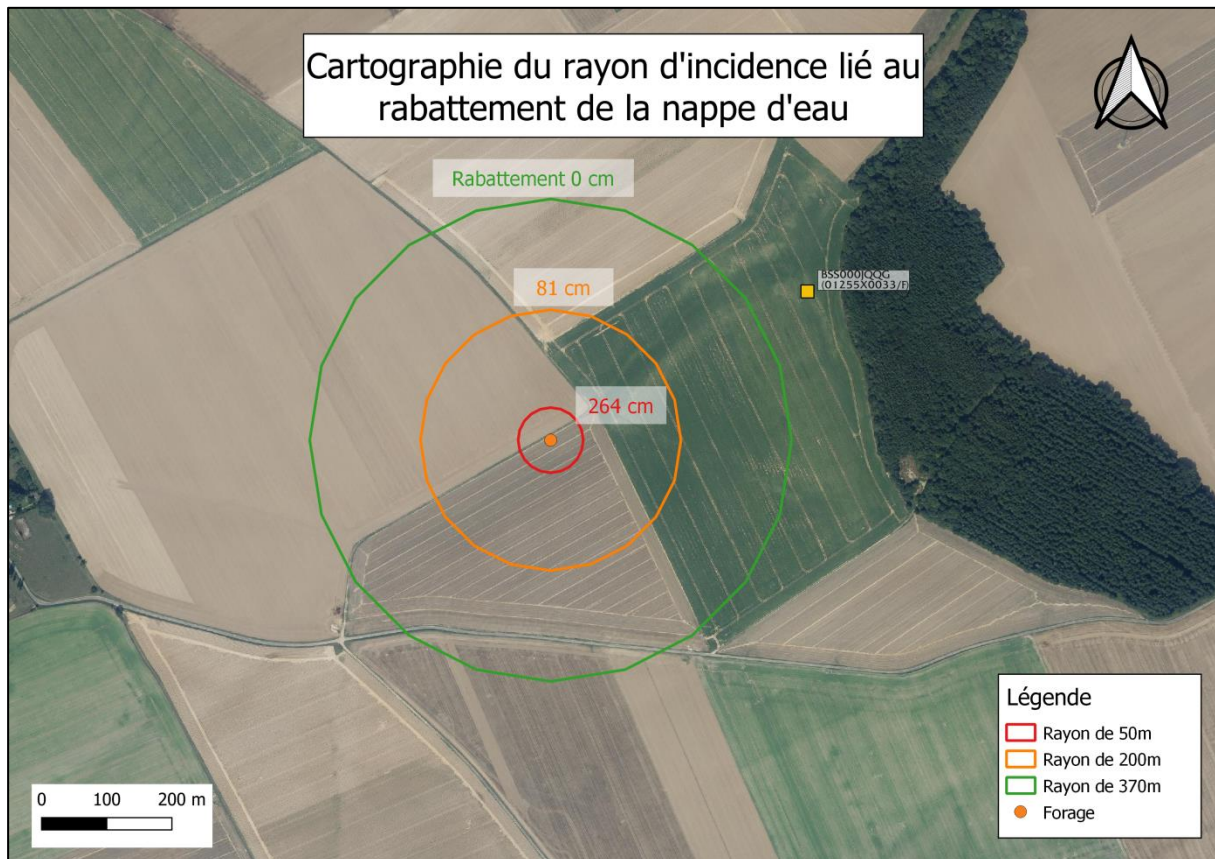 Cartographie du rayon d'incidence lié au
rabattement de la nappe d'eau
Rabattement 0 cm
BSS000JQQG
(01255X0033/F)
81 cm
264 cm
Légende
Rayon de 50m
Rayon de 200m
Rayon de 370m
Forage
0 100 200 m